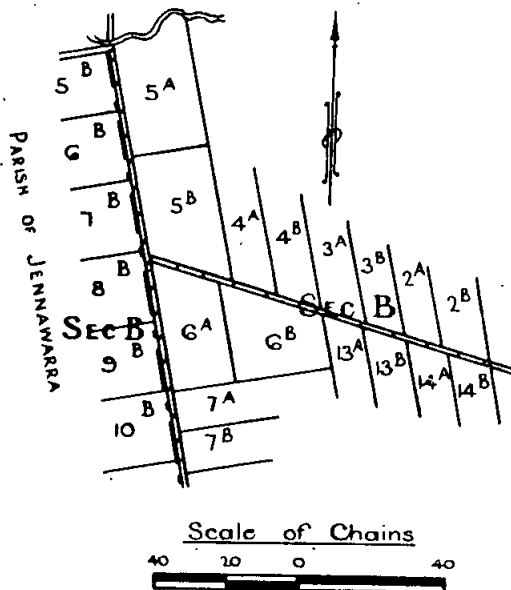 5 B
5 A
6 B
7 B
5 B
4 A
4 B
3 A
3 B
2 A
2 B
8 B
SEC B
SEC B
6 A
6 B
13 A
13 B
14 A
14 B
9 B
7 A
10 B
7 B
PARISH OF JENNAWARRA
Scale of Chains
40 20 0 40